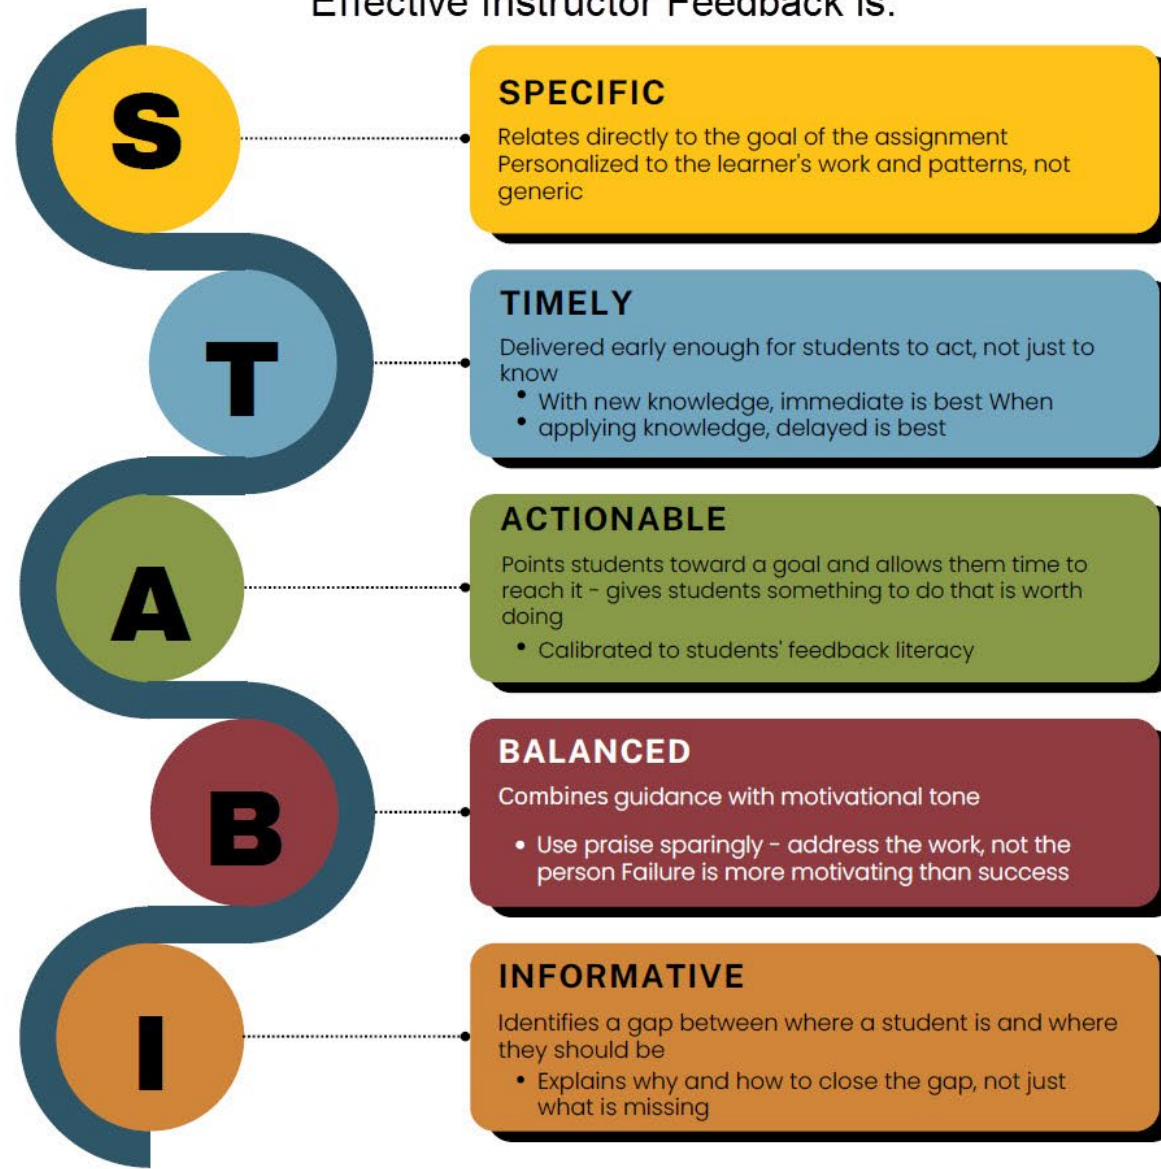 Effective Instructor Feedback is:
S
SPECIFIC
Relates directly to the goal of the assignment
Personalized to the learner's work and patterns, not
generic
T
TIMELY
Delivered early enough for students to act, not just to
know
• With new knowledge, immediate is best When
• applying knowledge, delayed is best
A
ACTIONABLE
Points students toward a goal and allows them time to
reach it - gives students something to do that is worth
doing
• Calibrated to students' feedback literacy
B
BALANCED
Combines guidance with motivational tone
• Use praise sparingly - address the work, not the
person Failure is more motivating than success
I
INFORMATIVE
Identifies a gap between where a student is and where
they should be
• Explains why and how to close the gap, not just
what is missing